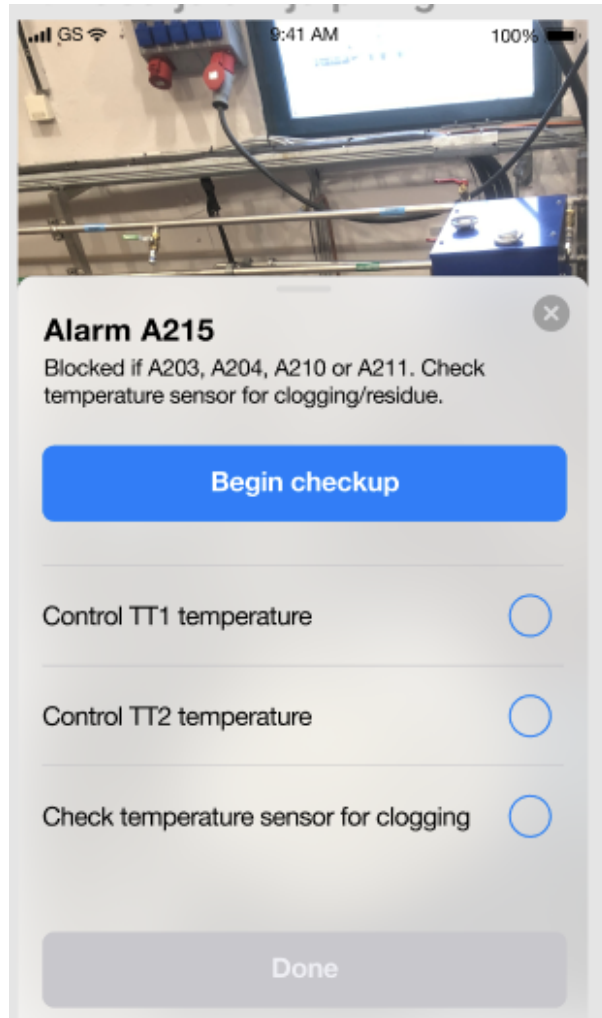 GS
9:41 AM
100%
Alarm A215
Blocked if A203, A204, A210 or A211. Check
temperature sensor for clogging/residue.
Begin checkup
Control TT1 temperature
Control TT2 temperature
Check temperature sensor for clogging
Done